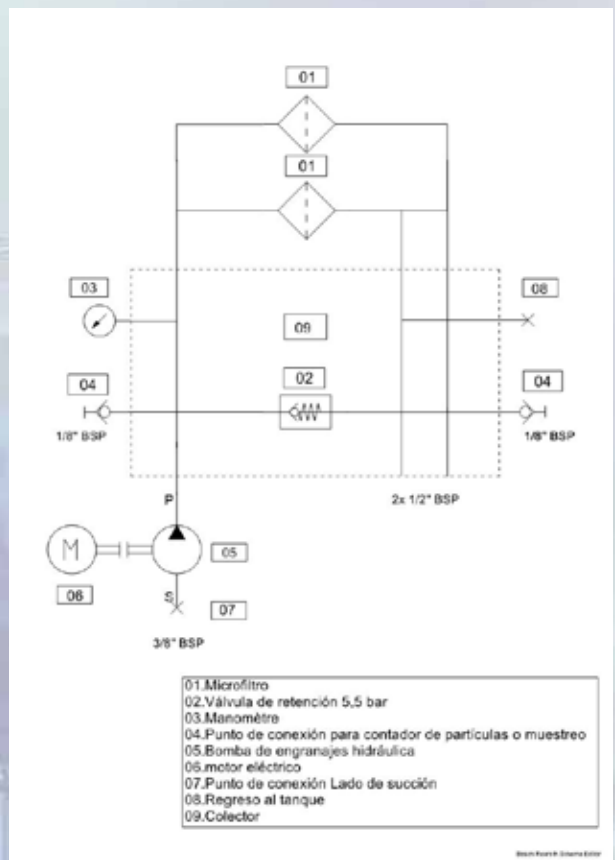 01
01
03
08
09
04
02
04
1/8" BSP
1/8" BSP
P
2x 1/2" BSP
M
05
06
S
07
3/8" BSP
01.Microfiltro
02.Válvula de retención 5,5 bar
03.Manomètre
04.Punto de conexión para contador de partículas o muestreo
05.Bomba de engranajes hidráulica
06.motor eléctrico
07.Punto de conexión Lado de succión
08.Regreso al tanque
09.Colector